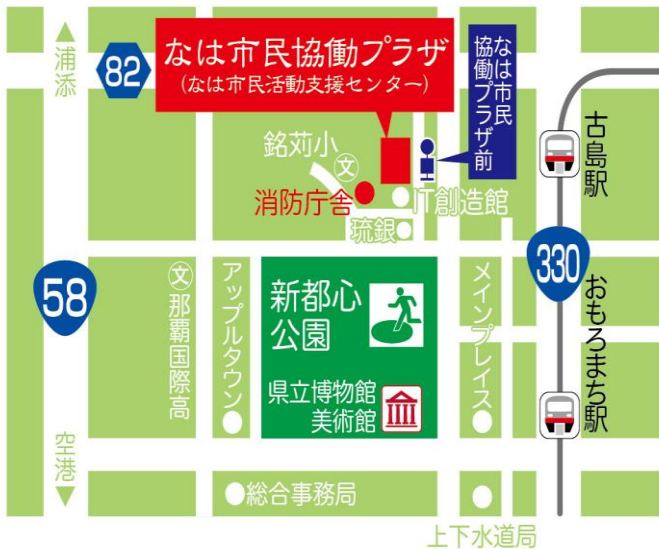 ▲浦添
82
なは市民協働プラザ
(なは市民活動支援センター)
なは市民
協働プラザ前
銘苅小
文
消防庁舎
IT創造館
琉銀
古島駅
58
文那覇国際高
アップルタウン
新都心
公園
県立博物館
美術館
メインプレイス
330
おもろまち駅
空港▼
総合事務局
上下水道局